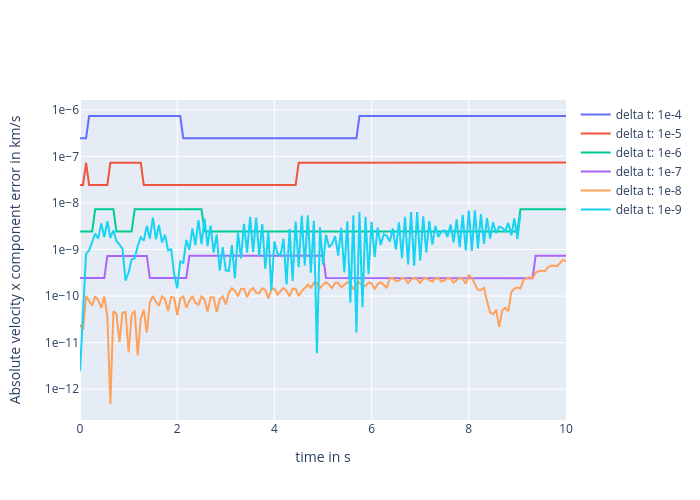 Absolute velocity x component error in km/s
1e−6
1e−7
1e−8
1e−9
1e−10
1e−11
1e−12
0
2
4
6
8
10
time in s
delta t: 1e-4
delta t: 1e-5
delta t: 1e-6
delta t: 1e-7
delta t: 1e-8
delta t: 1e-9